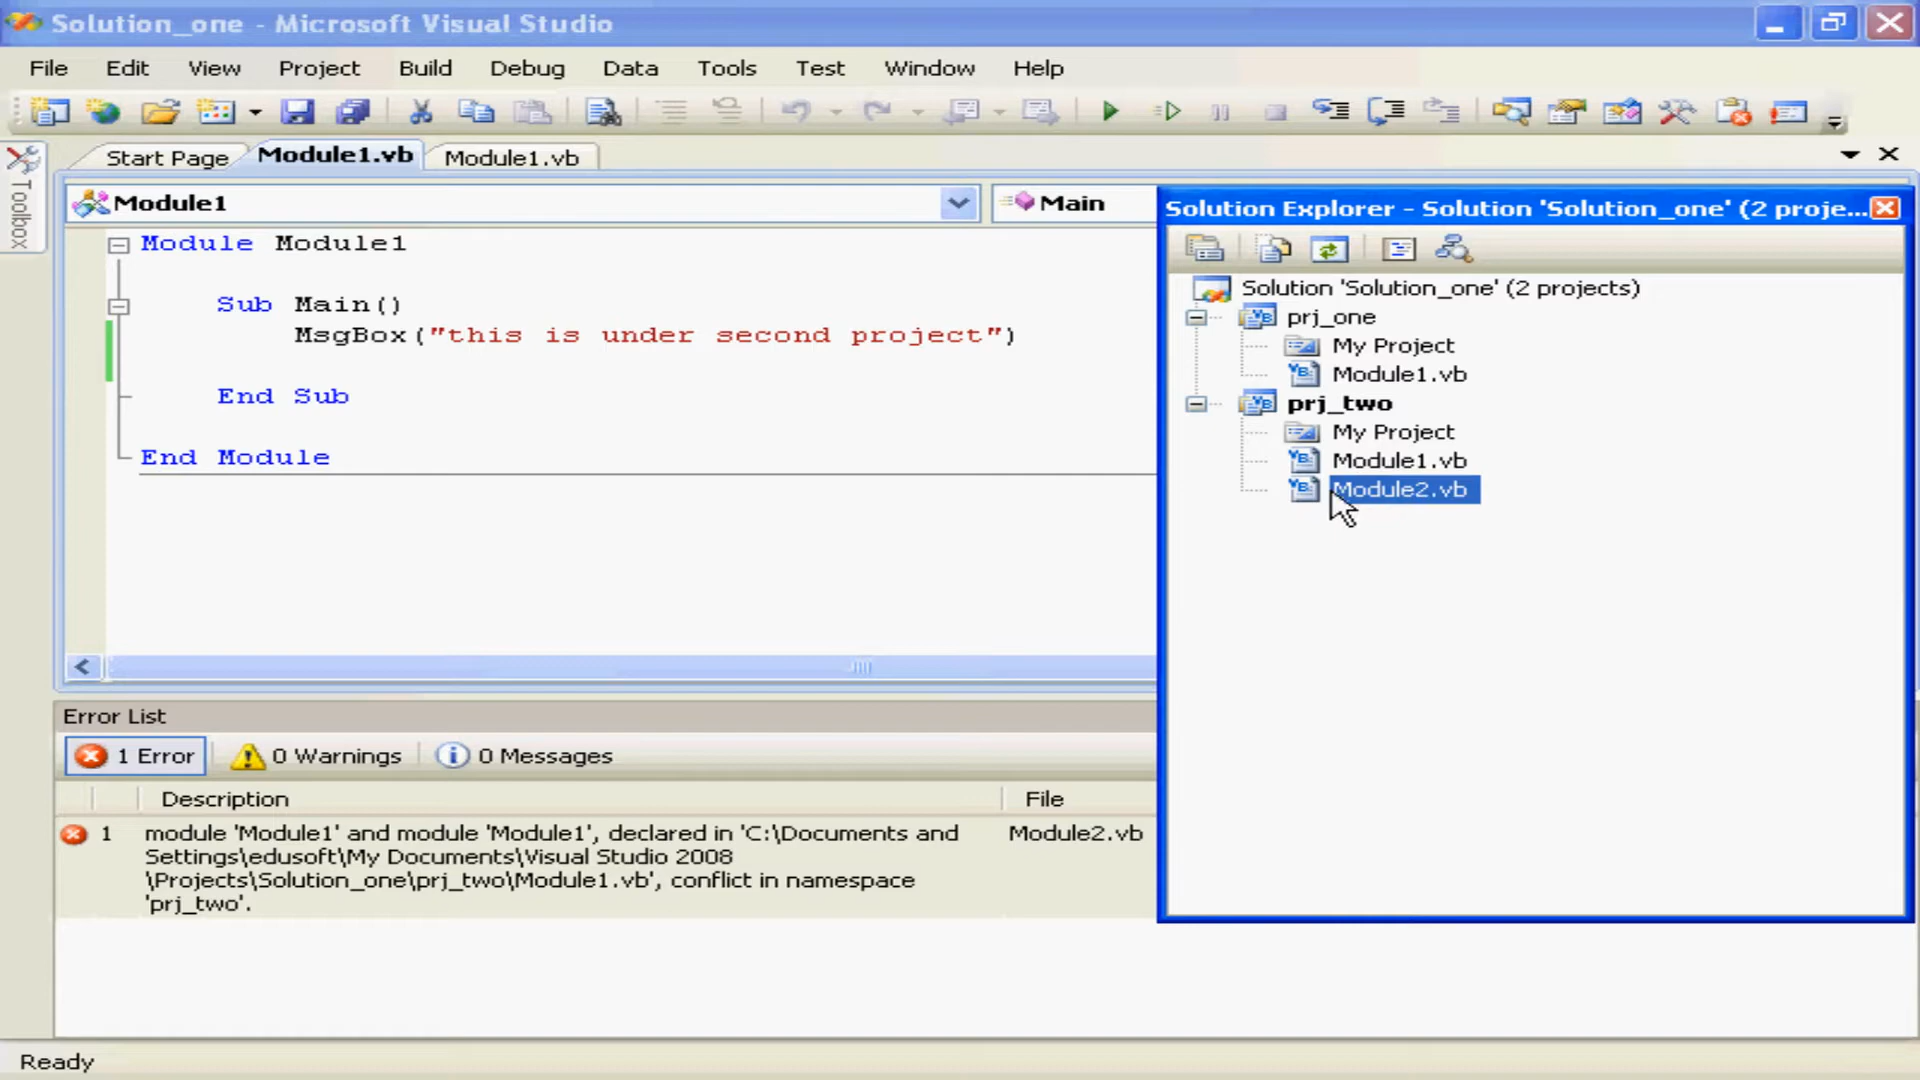 Solution_one - Microsoft Visual Studio
File Edit View Project Build Debug Data Tools Test Window Help
Toolbox
Start Page Module1.vb Module1.vb
Module1 Main
Module Module1
Sub Main()
MsgBox("this is under second project")
End Sub
End Module
Solution Explorer - Solution 'Solution_one' (2 proje...
Solution 'Solution_one' (2 projects)
prj_one
My Project
Module1.vb
prj_two
My Project
Module1.vb
Module2.vb
Error List
1 Error 0 Warnings 0 Messages
Description File
1 module 'Module1' and module 'Module1', declared in 'C:\Documents and Module2.vb
Settings\edusoft\My Documents\Visual Studio 2008
\Projects\Solution_one\prj_two\Module1.vb', conflict in namespace
'prj_two'.
Ready